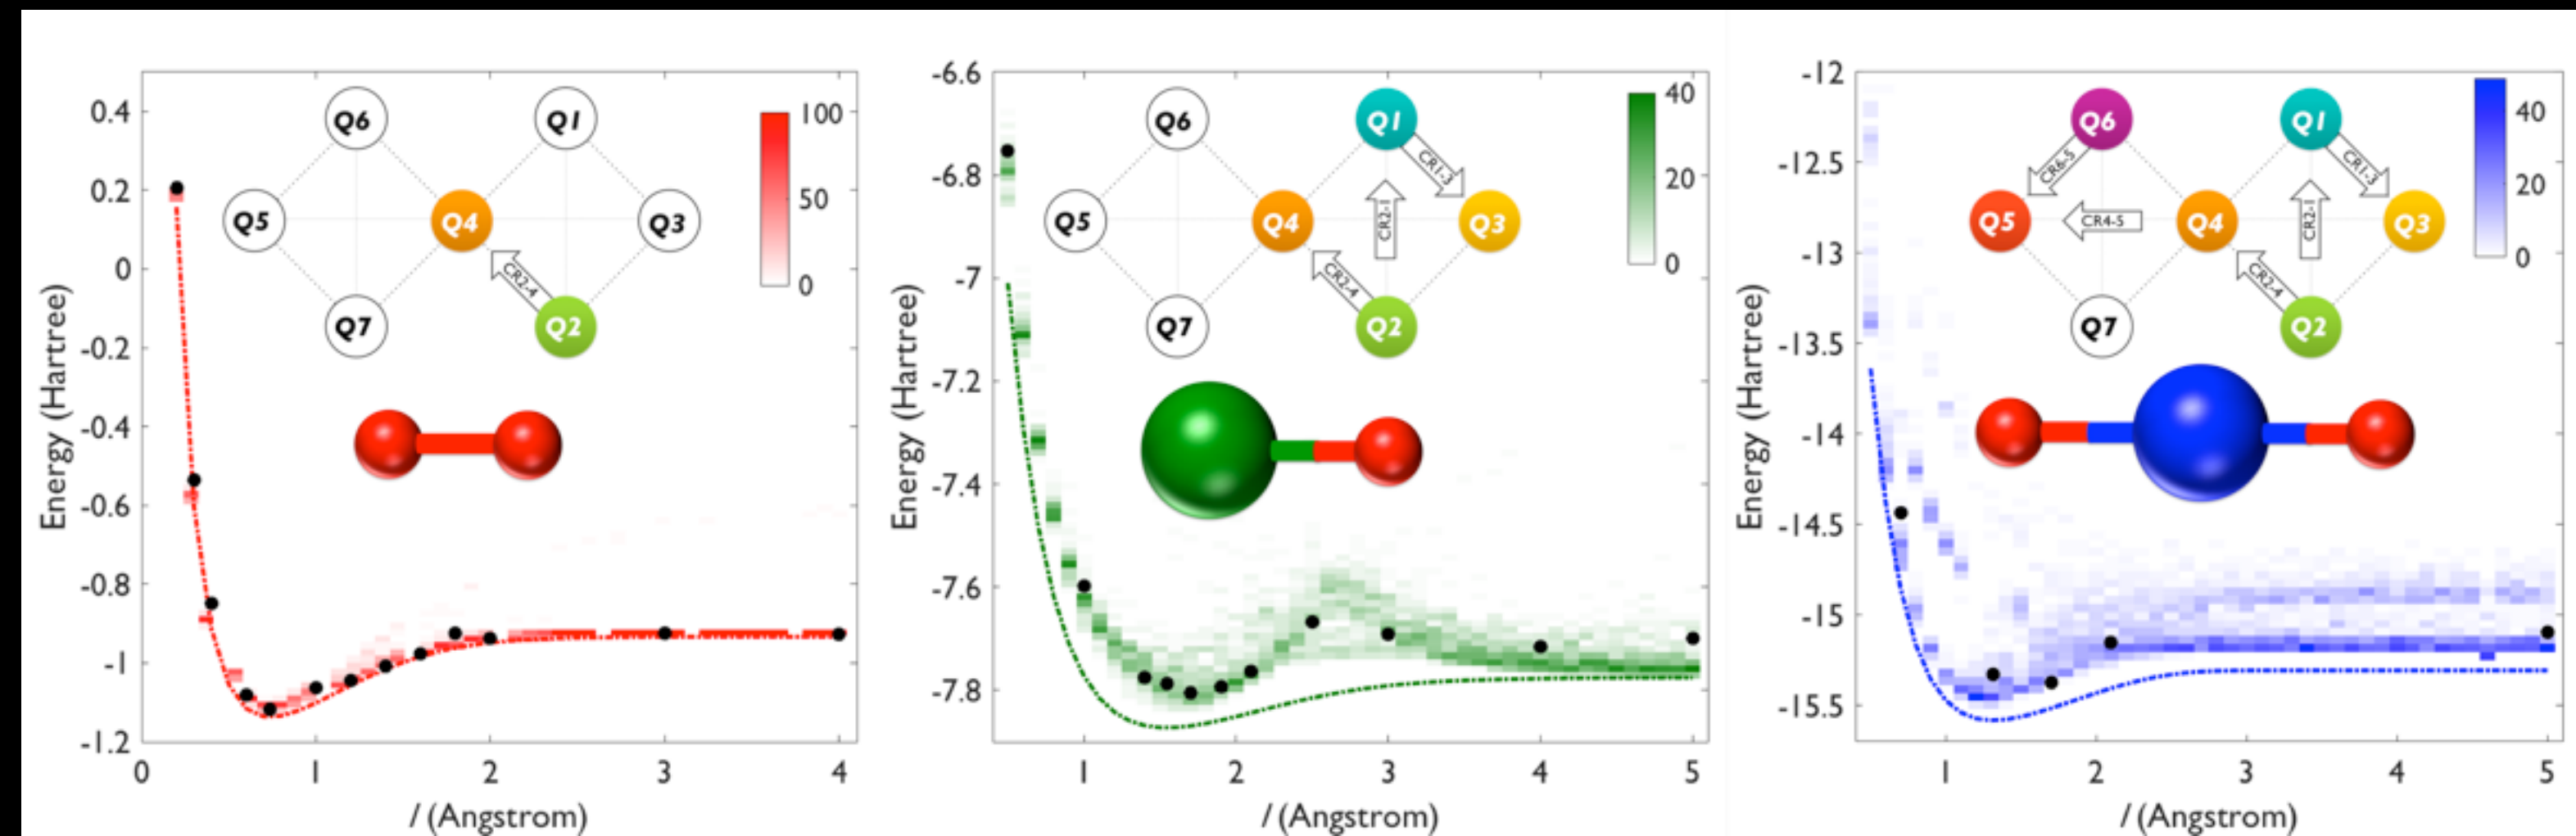 0.4
0.2
0
-0.2
-0.4
-0.6
-0.8
-1
-1.2
0
1
2
3
4
Energy (Hartree)
l (Angstrom)
Q6
Q1
Q5
Q4
Q3
Q7
Q2
CR2-4
100
50
0
-6.6
-6.8
-7
-7.2
-7.4
-7.6
-7.8
1
2
3
4
5
Energy (Hartree)
l (Angstrom)
Q6
Q1
Q5
Q4
Q3
Q7
Q2
CR1-3
CR2-1
CR2-4
40
20
0
-12
-12.5
-13
-13.5
-14
-14.5
-15
-15.5
1
2
3
4
5
Energy (Hartree)
l (Angstrom)
Q6
Q1
Q5
Q4
Q3
Q7
Q2
CR6-5
CR4-5
CR1-3
CR2-1
CR2-4
40
20
0